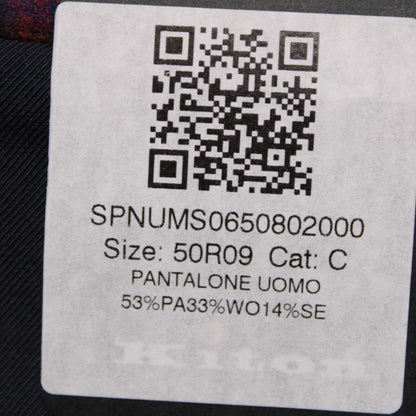 SPNUMS0650802000
Size: 50R09 Cat: C
PANTALONE UOMO
53%PA33%WO14%SE